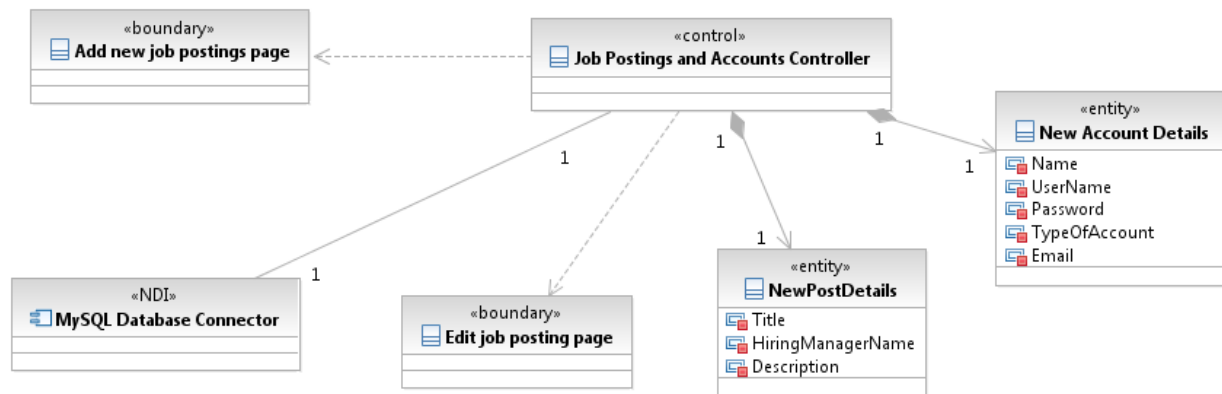 «boundary»
Add new job postings page
«control»
Job Postings and Accounts Controller
«entity»
New Account Details
Name
UserName
Password
TypeOfAccount
Email
1
1
1
1
1
1
«NDI»
MySQL Database Connector
«boundary»
Edit job posting page
«entity»
NewPostDetails
Title
HiringManagerName
Description